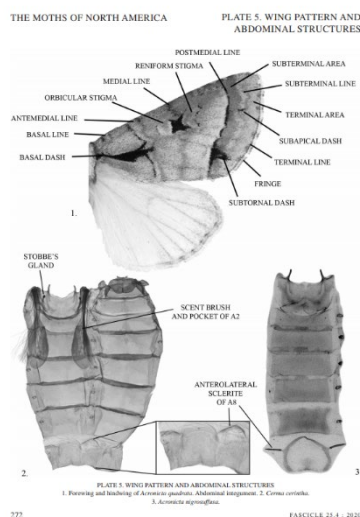 THE MOTHS OF NORTH AMERICA
PLATE 5. WING PATTERN AND
ABDOMINAL STRUCTURES
POSTMEDIAL LINE
SUBTERMINAL AREA
RENIFORM STIGMA
SUBTERMINAL LINE
MEDIAL LINE
ORBICULAR STIGMA
TERMINAL AREA
ANTEMEDIAL LINE
BASAL LINE
SUBAPICAL DASH
BASAL DASH
TERMINAL LINE
FRINGE
SUBTORNAL DASH
1.
STOBBE'S
GLAND
SCENT BRUSH
AND POCKET OF A2
ANTEROLATERAL
SCLERITE
OF A8
2.
3.
PLATE 5. WING PATTERN AND ABDOMINAL STRUCTURES
1. Forewing and hindwing of Acronicta quadrata. Abdominal integument. 2. Cerma cerintha.
3. Acronicta nigrosuffusa.
272
FASCICLE 25.4 : 2020